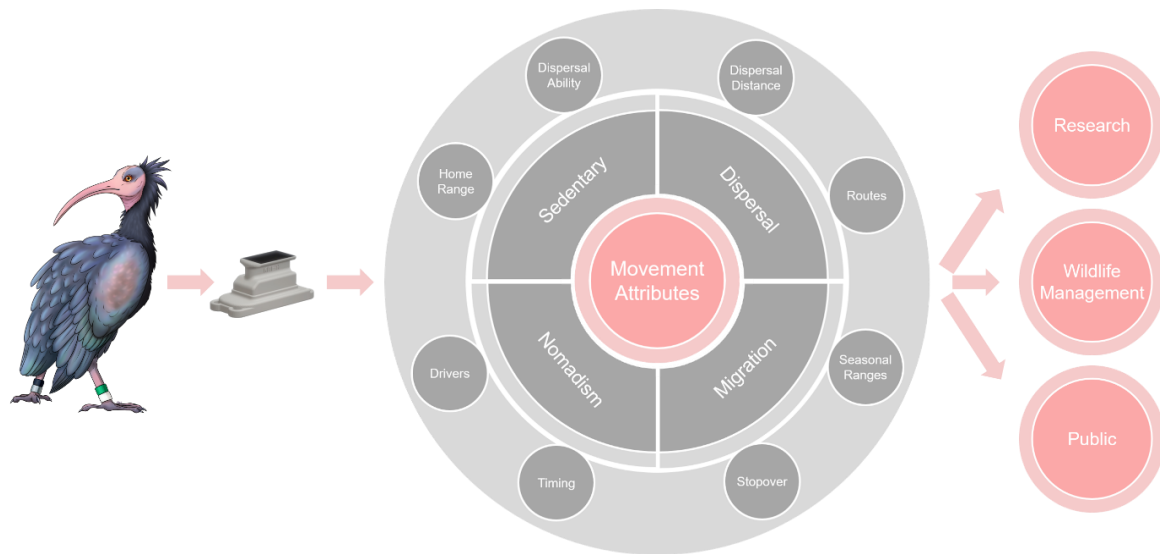 Dispersal
Ability
Dispersal
Distance
Home
Range
Sedentary
Dispersal
Routes
Movement
Attributes
Drivers
Nomadism
Migration
Seasonal
Ranges
Timing
Stopover
Research
Wildlife
Management
Public